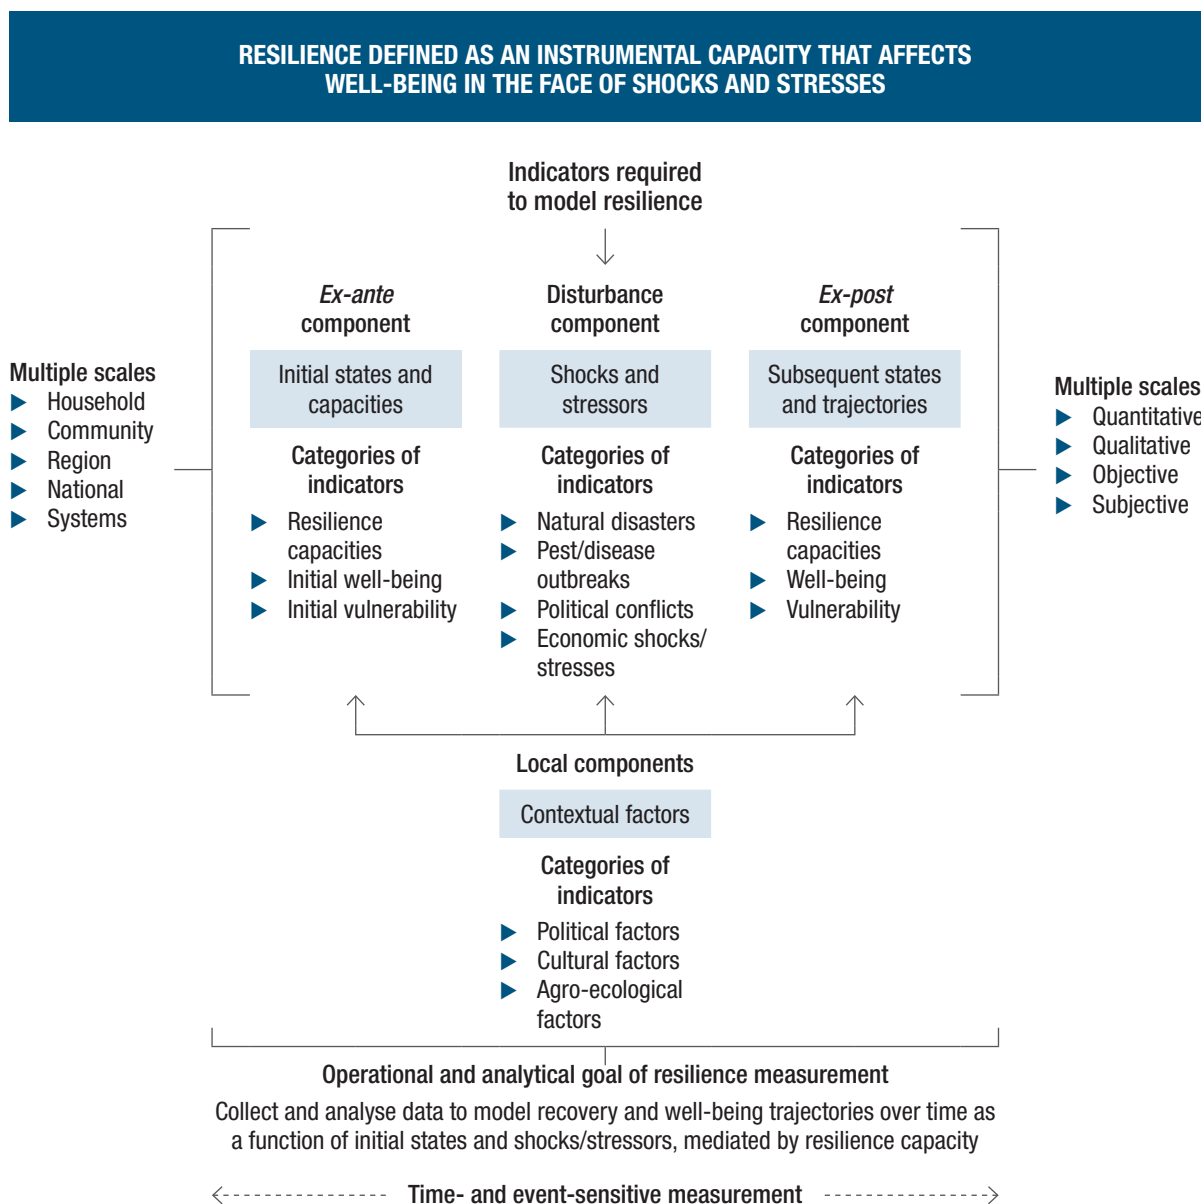 RESILIENCE DEFINED AS AN INSTRUMENTAL CAPACITY THAT AFFECTS
WELL-BEING IN THE FACE OF SHOCKS AND STRESSES
Indicators required
to model resilience
Multiple scales
▶ Household
▶ Community
▶ Region
▶ National
▶ Systems
Ex-ante
component
Initial states and
capacities
Categories of
indicators
▶ Resilience
capacities
▶ Initial well-being
▶ Initial vulnerability
Disturbance
component
Shocks and
stressors
Categories of
indicators
▶ Natural disasters
▶ Pest/disease
outbreaks
▶ Political conflicts
▶ Economic shocks/
stresses
Ex-post
component
Subsequent states
and trajectories
Categories of
indicators
▶ Resilience
capacities
▶ Well-being
▶ Vulnerability
Multiple scales
▶ Quantitative
▶ Qualitative
▶ Objective
▶ Subjective
Local components
Contextual factors
Categories of
indicators
▶ Political factors
▶ Cultural factors
▶ Agro-ecological
factors
Operational and analytical goal of resilience measurement
Collect and analyse data to model recovery and well-being trajectories over time as
a function of initial states and shocks/stressors, mediated by resilience capacity
Time- and event-sensitive measurement